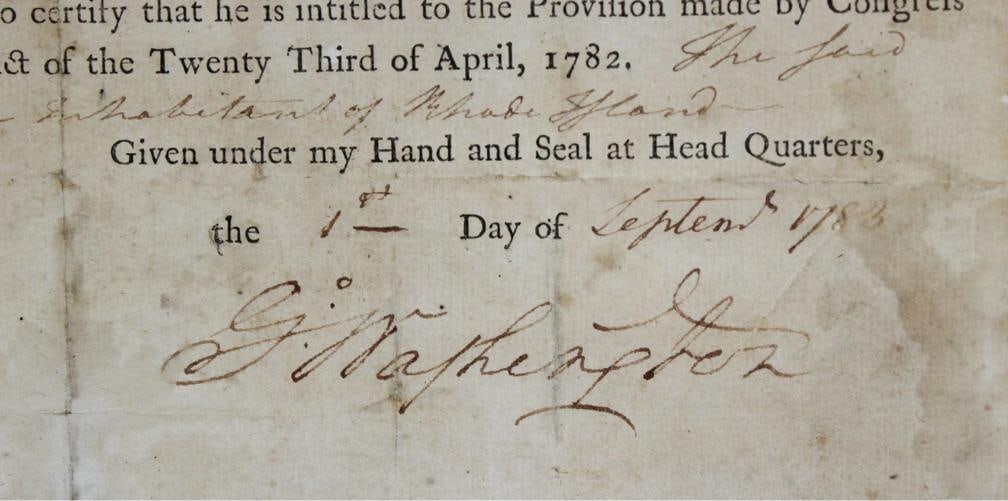 o certify that he is intitled to the Provision made by Congress
ct of the Twenty Third of April, 1782. The said
Inhabitant of Rhode Island
Given under my Hand and Seal at Head Quarters,
the 1st Day of Septemr 1783
Go Washington